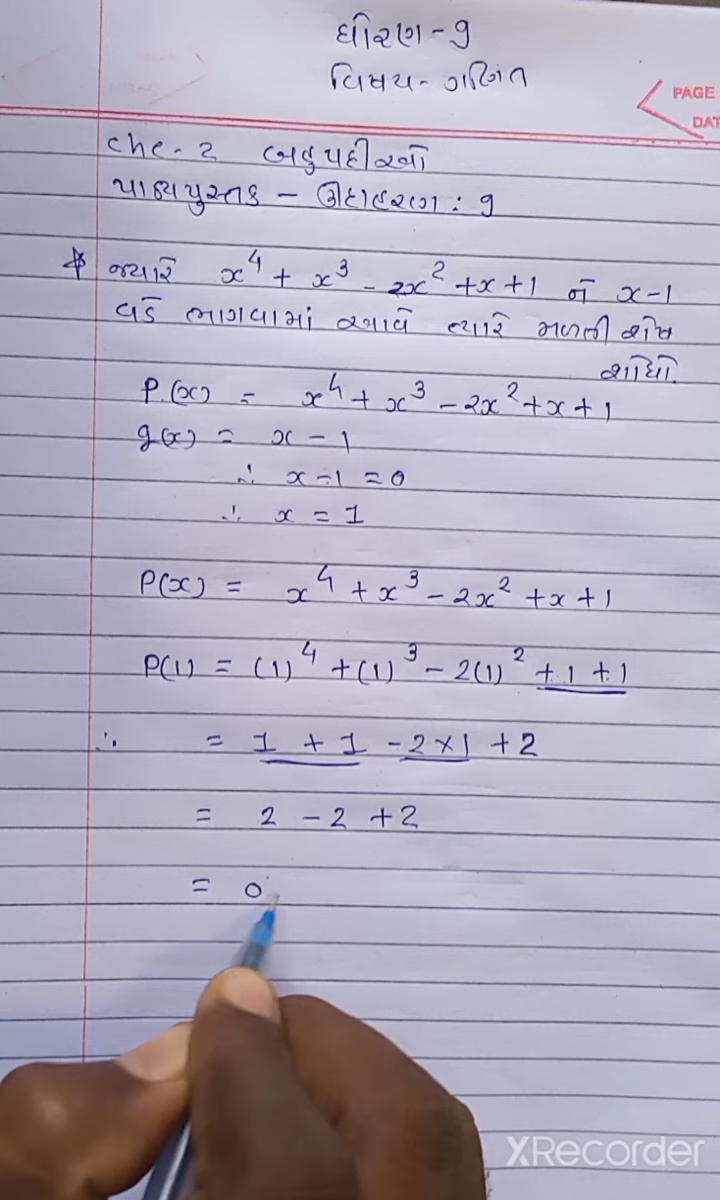 ધોરણ-9
વિષય- ગણિત
PAGE
DAT
che-2 બહુપદીઓ
પાઠ્યપુસ્તક - ઉદાહરણ : 9
* જ્યારે x⁴ + x³ - 2x² + x + 1 ને x-1
વડે ભાગવામાં આવે ત્યારે મળતી શેષ
શોધો.
P(x) = x⁴ + x³ - 2x² + x + 1
g(x) = x - 1
∴ x - 1 = 0
∴ x = 1
P(x) = x⁴ + x³ - 2x² + x + 1
P(1) = (1)⁴ + (1)³ - 2(1)² + 1 + 1
∴ = 1 + 1 - 2×1 + 2
= 2 - 2 + 2
= 0
XRecorder